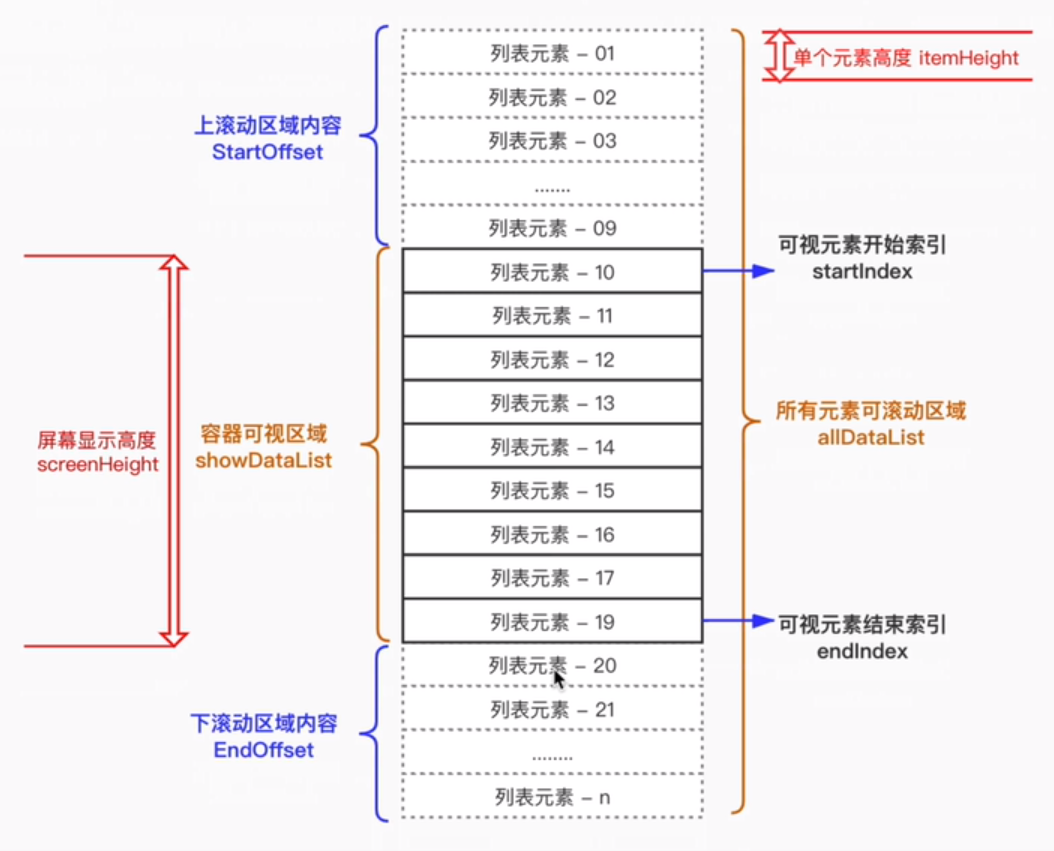 列表元素 – 01
单个元素高度 itemHeight
列表元素 – 02
上滚动区域内容
StartOffset
列表元素 – 03
.......
列表元素 – 09
可视元素开始索引
startIndex
列表元素 – 10
列表元素 – 11
列表元素 – 12
列表元素 – 13
所有元素可滚动区域
allDataList
屏幕显示高度
screenHeight
容器可视区域
showDataList
列表元素 – 14
列表元素 – 15
列表元素 – 16
列表元素 – 17
列表元素 – 19
可视元素结束索引
endIndex
列表元素 – 20
列表元素 – 21
下滚动区域内容
EndOffset
........
列表元素 – n